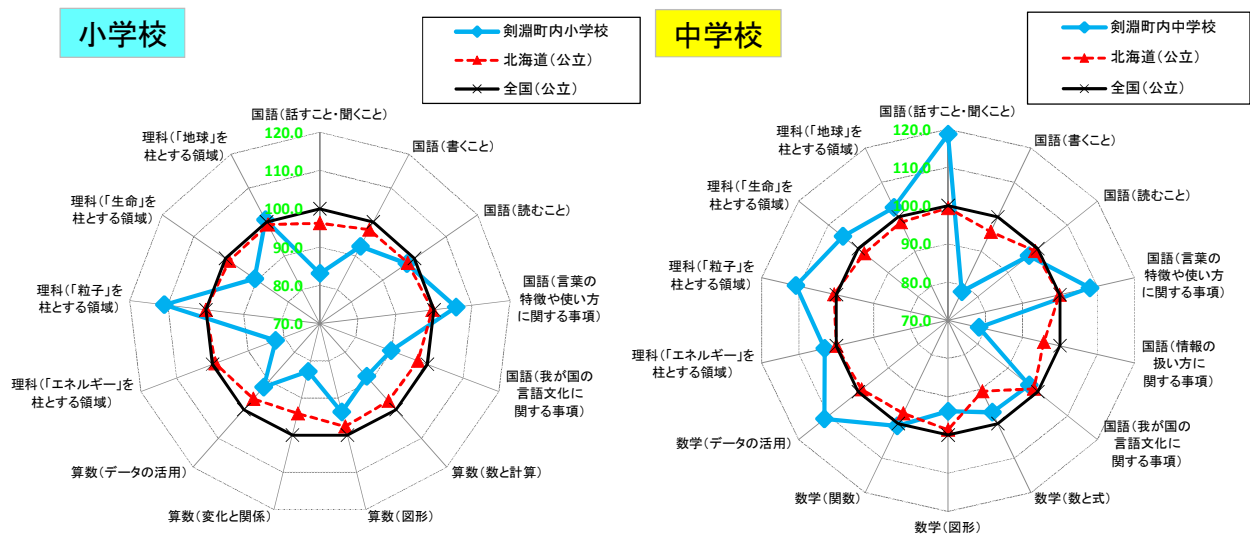 小学校
剣淵町内小学校
北海道（公立）
全国（公立）
国語（話すこと・聞くこと）
国語（書くこと）
国語（読むこと）
国語（言葉の
特徴や使い方
に関する事項）
国語（我が国の
言語文化に
関する事項）
算数（数と計算）
算数（図形）
算数（変化と関係）
算数（データの活用）
理科（「エネルギー」を
柱とする領域）
理科（「粒子」を
柱とする領域）
理科（「生命」を
柱とする領域）
理科（「地球」を
柱とする領域）
120.0
110.0
100.0
90.0
80.0
70.0
中学校
剣淵町内中学校
北海道（公立）
全国（公立）
国語（話すこと・聞くこと）
国語（書くこと）
国語（読むこと）
国語（言葉の
特徴や使い方
に関する事項）
国語（情報の
扱い方に
関する事項）
国語（我が国の
言語文化に
関する事項）
数学（数と式）
数学（図形）
数学（関数）
数学（データの活用）
理科（「エネルギー」を
柱とする領域）
理科（「粒子」を
柱とする領域）
理科（「生命」を
柱とする領域）
理科（「地球」を
柱とする領域）
120.0
110.0
100.0
90.0
80.0
70.0